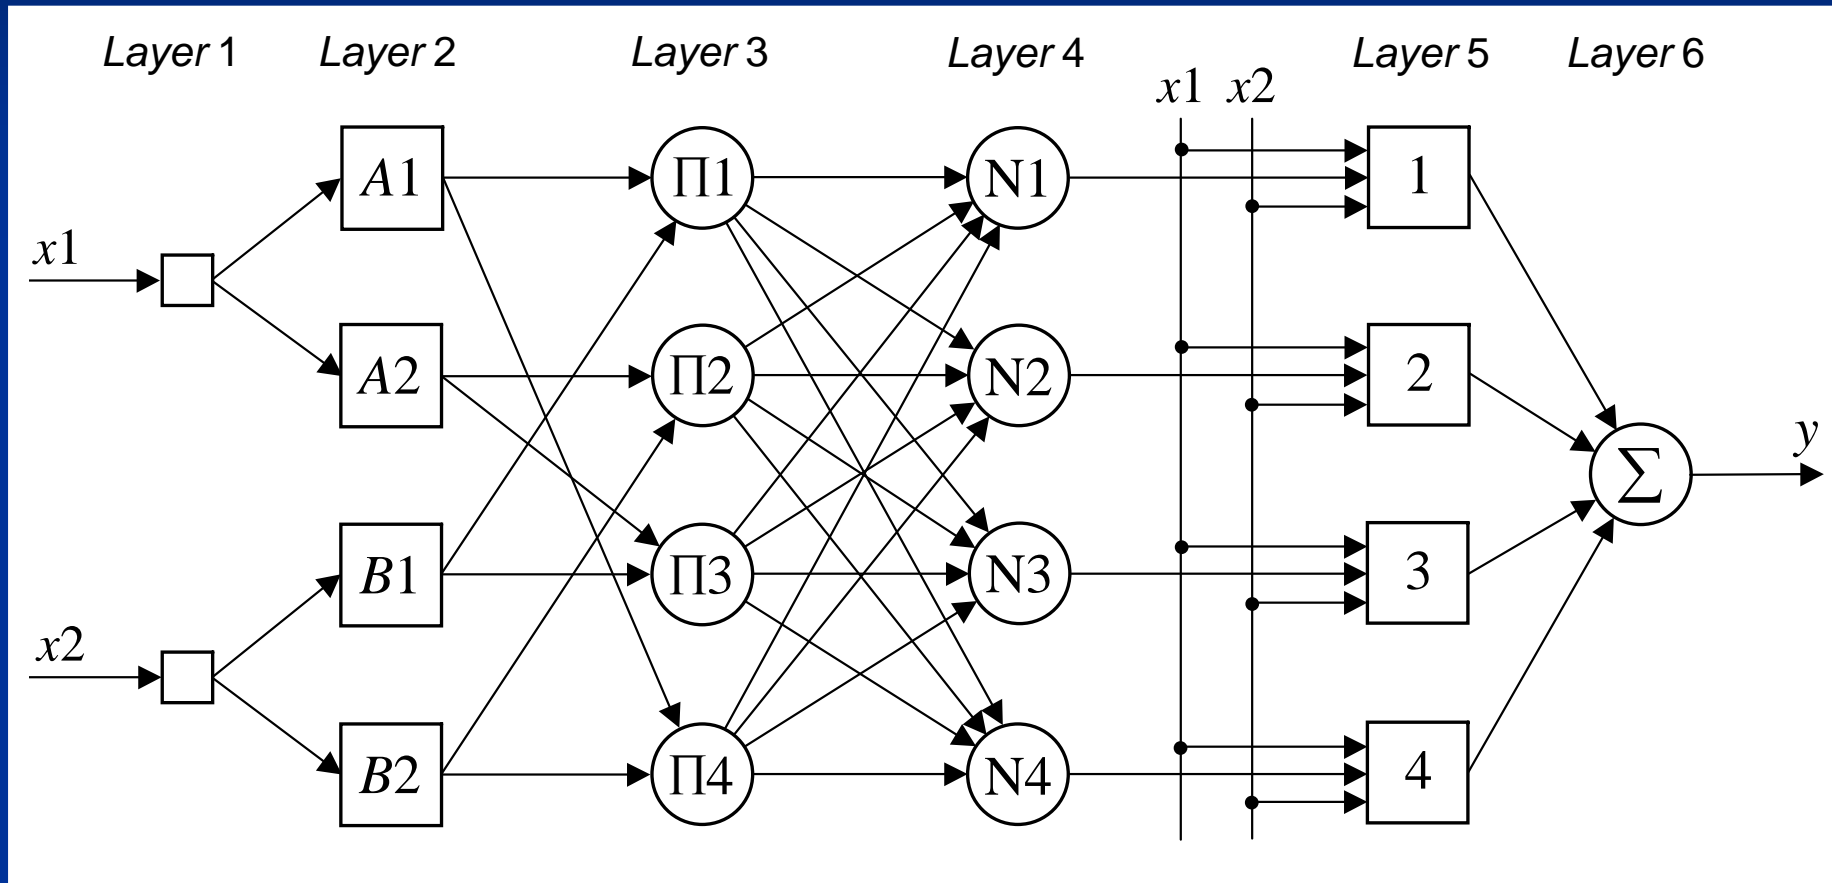 Layer 1 Layer 2 Layer 3 Layer 4 Layer 5 Layer 6
x1 x2
A1 Π1 N1 1
x1
A2 Π2 N2 2
y
Σ
B1 Π3 N3 3
x2
B2 Π4 N4 4